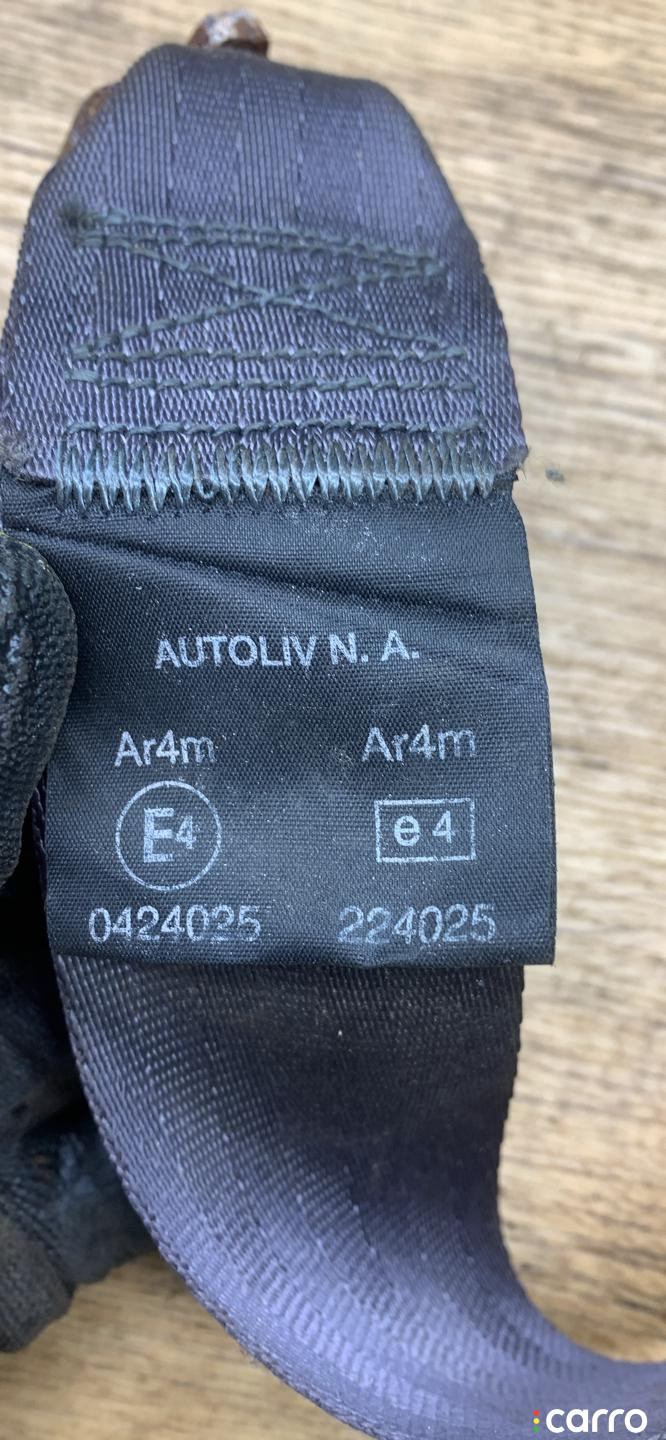 AUTOLIV N. A.
Ar4m Ar4m
E4 e4
0424025 224025
carro